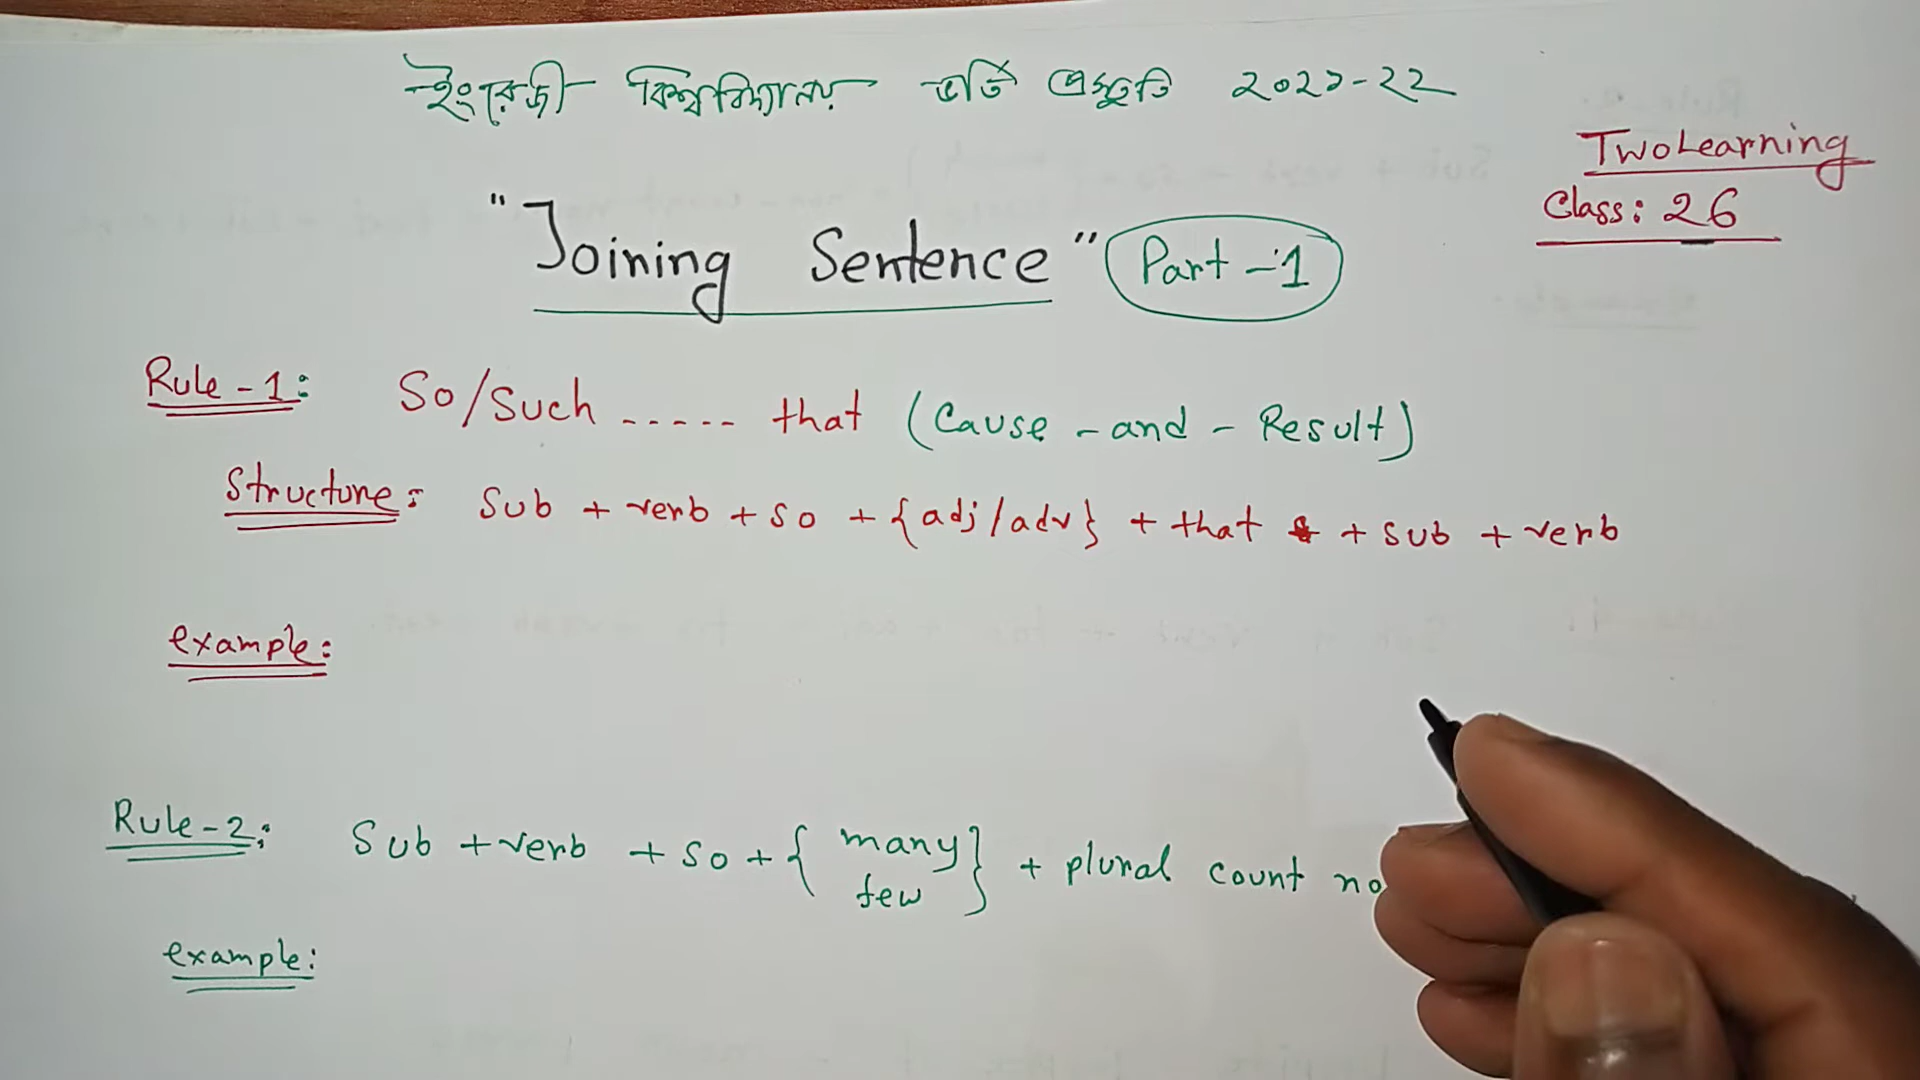 ইংরেজী বিশ্ববিদ্যালয় ভর্তি প্রস্তুতি ২০২১-২২
TwoLearning
Class: 26
"Joining Sentence" Part-1
Rule-1: So/Such ..... that (Cause-and-Result)
Structure: Sub + verb + so + {adj/adv} + that + sub + verb
example:
Rule-2: Sub + verb + so + {many few} + plural count
example: